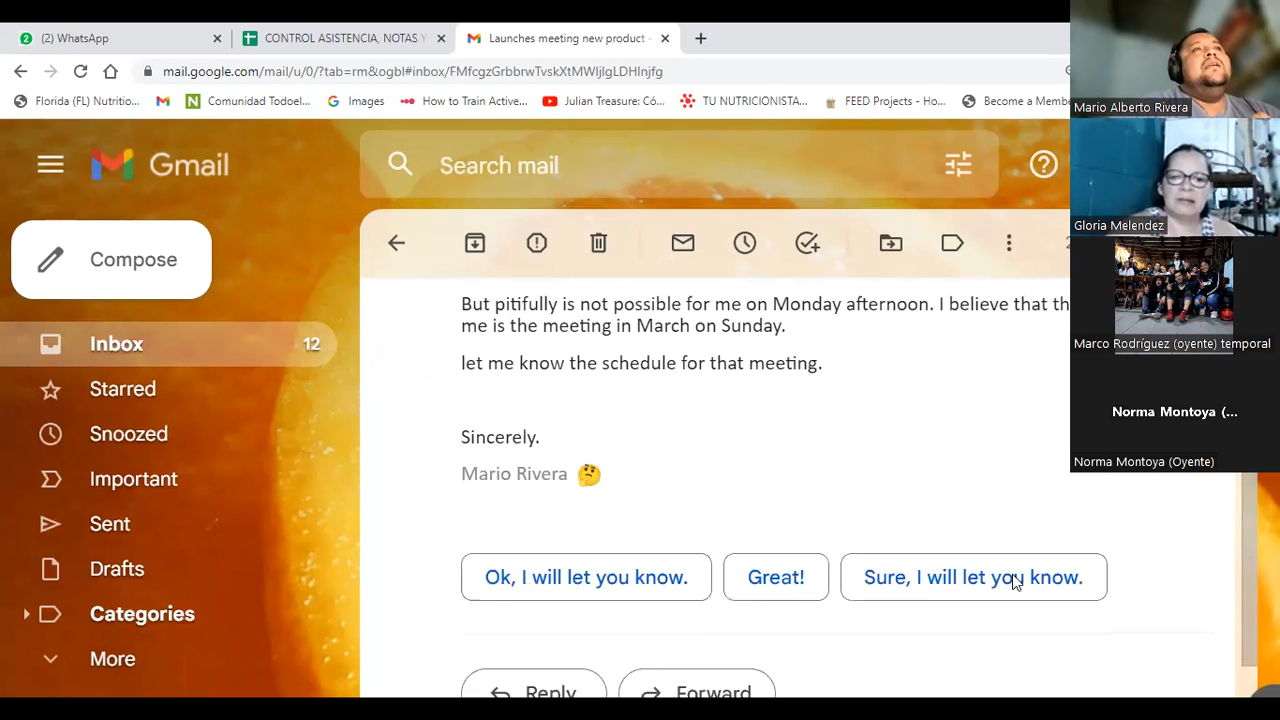 (2) WhatsApp
CONTROL ASISTENCIA, NOTAS Y
Launches meeting new product -
mail.google.com/mail/u/0/?tab=rm&ogbl#inbox/FMfcgzGrbbrwTvskXtMWljlgLDHlnjfg
Florida (FL) Nutritio...
Comunidad Todoel...
Images
How to Train Active...
Julian Treasure: Có...
TU NUTRICIONISTA...
FEED Projects - Ho...
Become a Membe
Gmail
Search mail
Compose
Inbox 12
Starred
Snoozed
Important
Sent
Drafts
Categories
More
But pitifully is not possible for me on Monday afternoon. I believe that th
me is the meeting in March on Sunday.
let me know the schedule for that meeting.
Sincerely.
Mario Rivera
Ok, I will let you know.
Great!
Sure, I will let you know.
Reply
Forward
Mario Alberto Rivera
Gloria Melendez
Marco Rodríguez (oyente) temporal
Norma Montoya (...
Norma Montoya (Oyente)